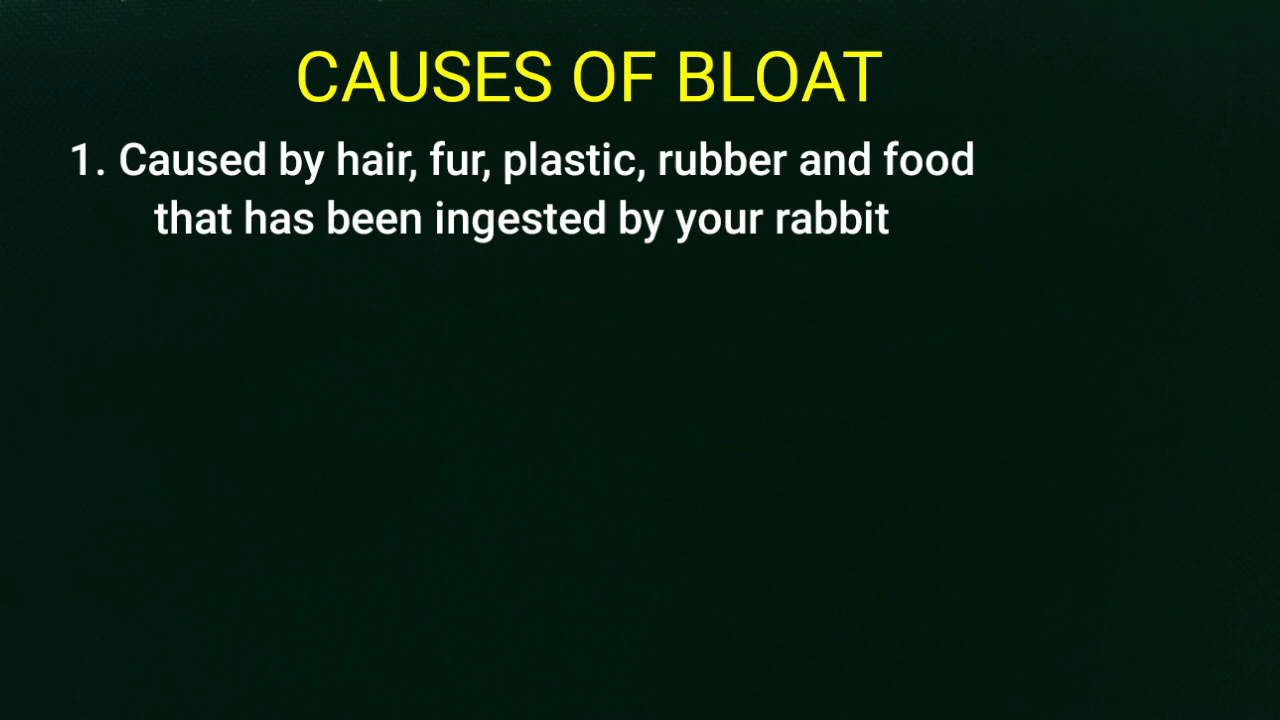 CAUSES OF BLOAT
1. Caused by hair, fur, plastic, rubber and food
that has been ingested by your rabbit